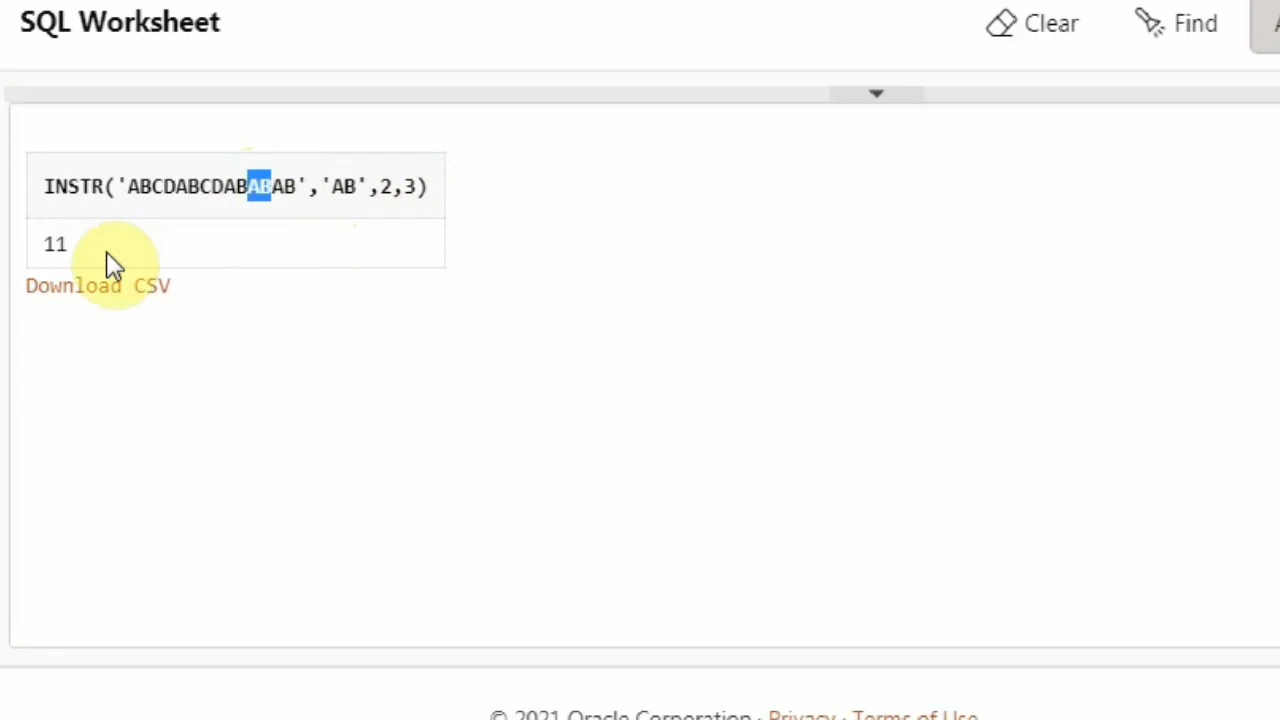 SQL Worksheet
Clear
Find
INSTR('ABCDABCDABABAB','AB',2,3)
11
Download CSV
© 2021 Oracle Corporation · Privacy · Terms of Use